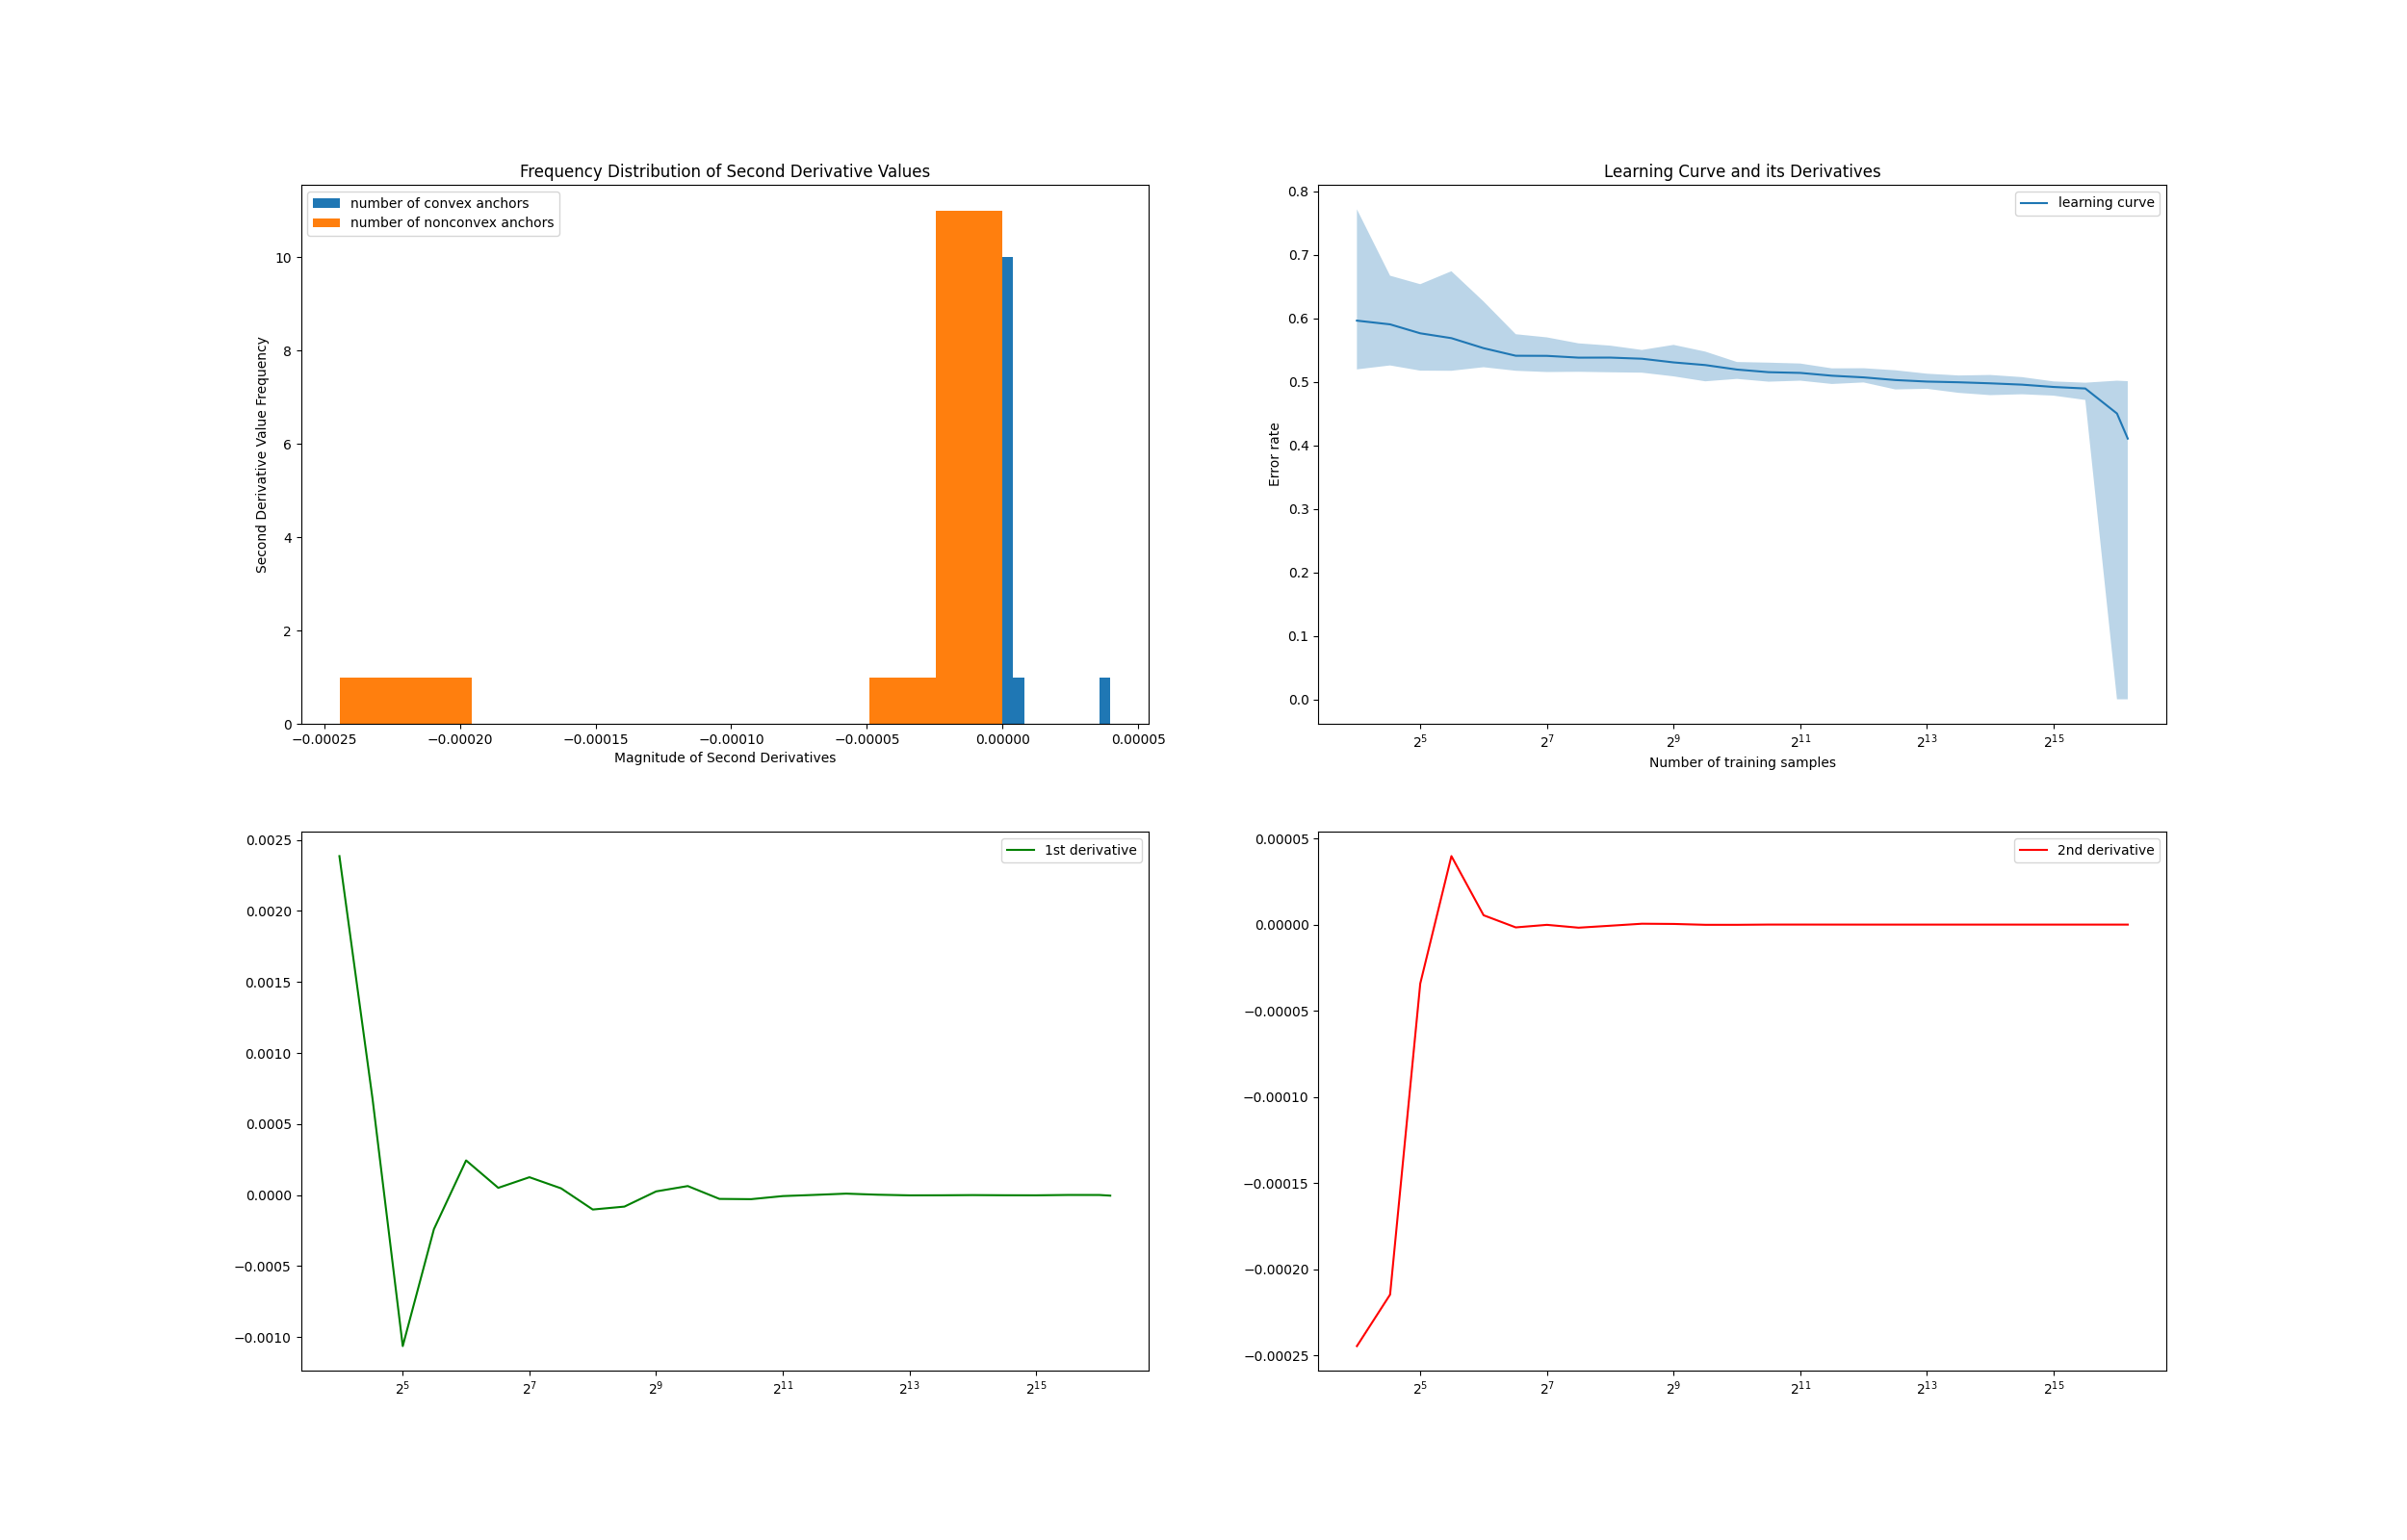 Frequency Distribution of Second Derivative Values
number of convex anchors
number of nonconvex anchors
10
8
6
4
2
0
Second Derivative Value Frequency
−0.00025 −0.00020 −0.00015 −0.00010 −0.00005 0.00000 0.00005
Magnitude of Second Derivatives
Learning Curve and its Derivatives
learning curve
0.8
0.7
0.6
0.5
0.4
0.3
0.2
0.1
0.0
Error rate
2^5 2^7 2^9 2^11 2^13 2^15
Number of training samples
1st derivative
0.0025
0.0020
0.0015
0.0010
0.0005
0.0000
−0.0005
−0.0010
2^5 2^7 2^9 2^11 2^13 2^15
2nd derivative
0.00005
0.00000
−0.00005
−0.00010
−0.00015
−0.00020
−0.00025
2^5 2^7 2^9 2^11 2^13 2^15